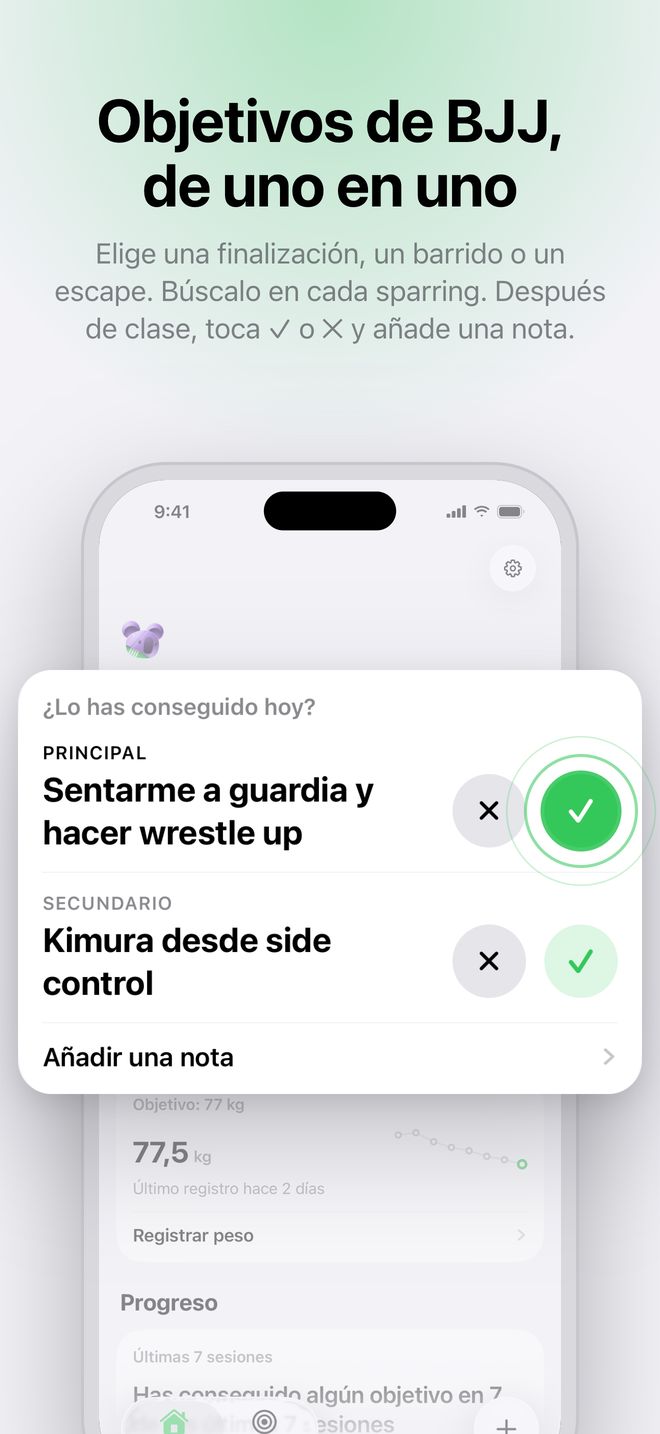 Objetivos de BJJ,
de uno en uno
Elige una finalización, un barrido o un
escape. Búscalo en cada sparring. Después
de clase, toca ✓ o ✕ y añade una nota.
9:41
¿Lo has conseguido hoy?
PRINCIPAL
Sentarme a guardia y
hacer wrestle up
SECUNDARIO
Kimura desde side
control
Añadir una nota
Objetivo: 77 kg
77,5 kg
Último registro hace 2 días
Registrar peso
Progreso
Últimas 7 sesiones
Has conseguido algún objetivo en 7
7 sesiones